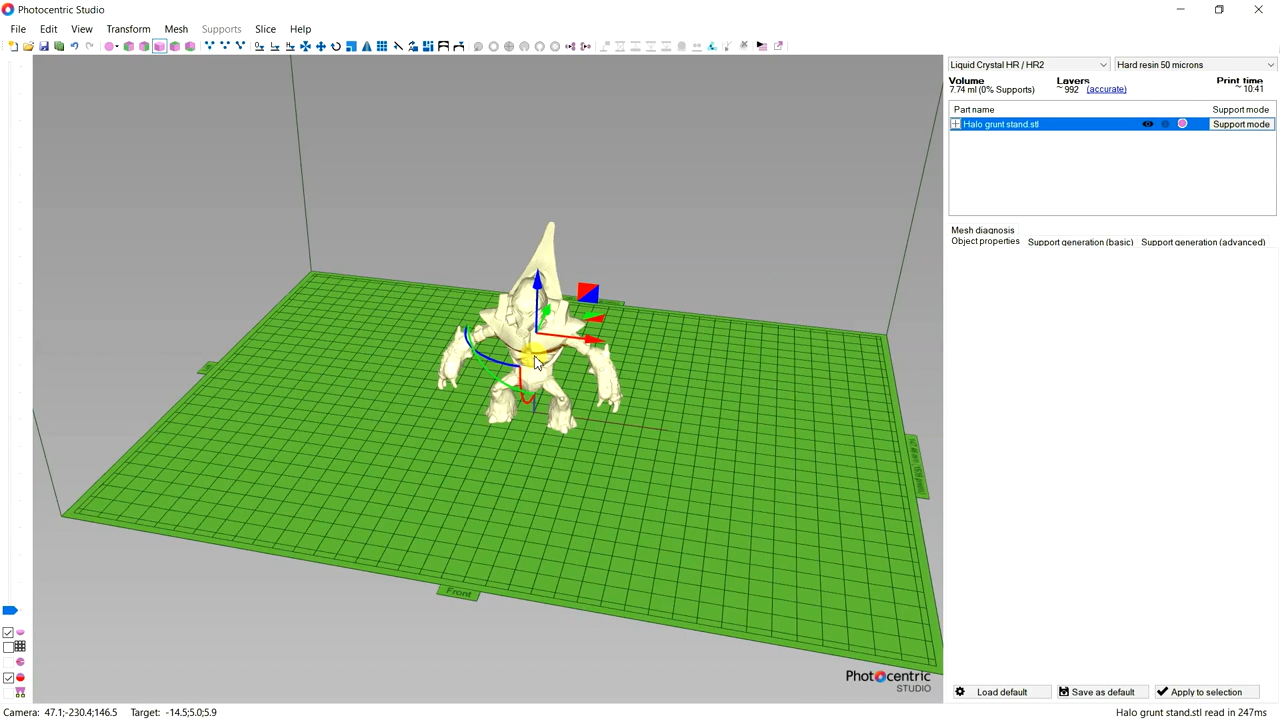 Photocentric Studio
File Edit View Transform Mesh Supports Slice Help
Liquid Crystal HR / HR2
Hard resin 50 microns
Volume Layers Print time
7.74 ml (0% Supports) ~ 992 (accurate) ~ 10:41
Part name Support mode
Halo grunt stand.stl Support mode
Mesh diagnosis
Object properties Support generation (basic) Support generation (advanced)
Front
Photocentric
STUDIO
Load default Save as default Apply to selection
Camera: 47.1;-230.4;146.5 Target: -14.5;5.0;5.9 Halo grunt stand.stl read in 247ms